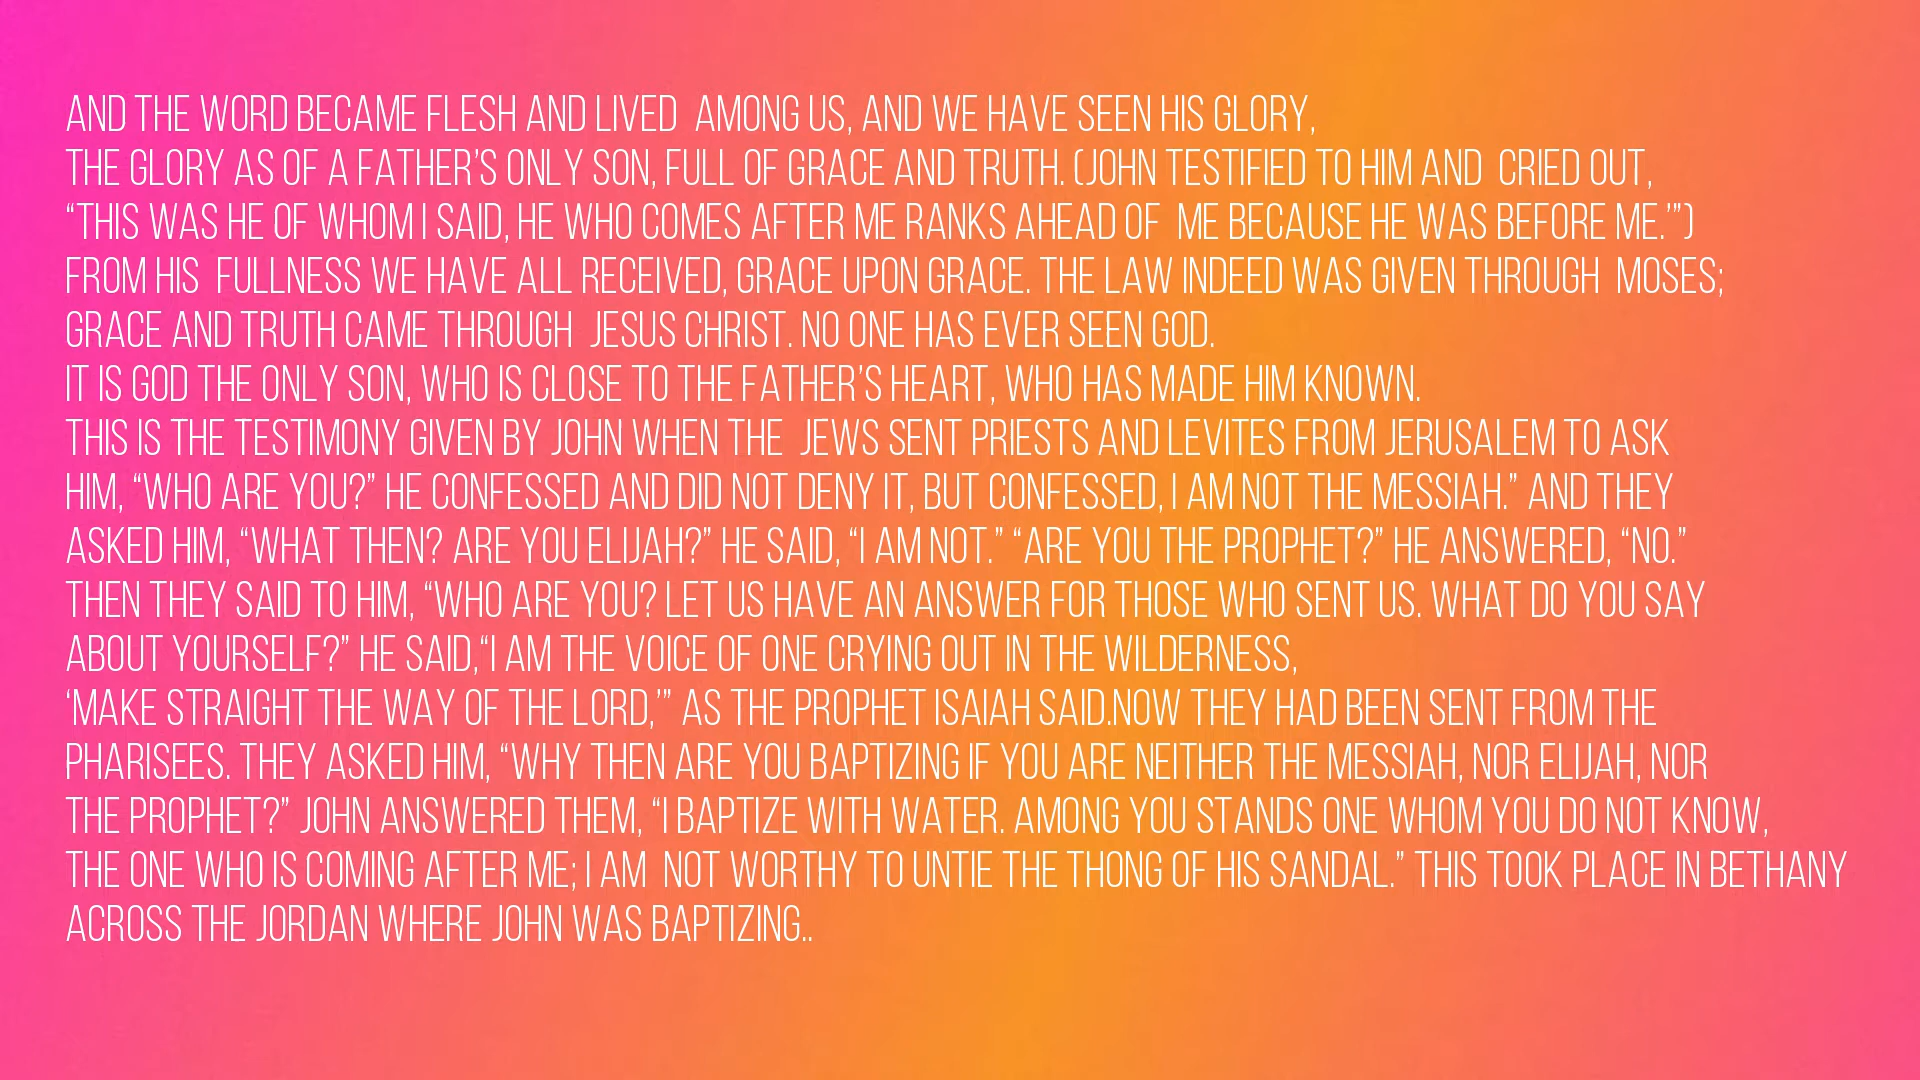 AND THE WORD BECAME FLESH AND LIVED  AMONG US, AND WE HAVE SEEN HIS GLORY,
THE GLORY AS OF A FATHER’S ONLY SON, FULL OF GRACE AND TRUTH. (JOHN TESTIFIED TO HIM AND  CRIED OUT,
“THIS WAS HE OF WHOM I SAID, HE WHO COMES AFTER ME RANKS AHEAD OF  ME BECAUSE HE WAS BEFORE ME.’”)
FROM HIS  FULLNESS WE HAVE ALL RECEIVED, GRACE UPON GRACE. THE LAW INDEED WAS GIVEN THROUGH  MOSES;
GRACE AND TRUTH CAME THROUGH  JESUS CHRIST. NO ONE HAS EVER SEEN GOD.
IT IS GOD THE ONLY SON, WHO IS CLOSE TO THE FATHER’S HEART, WHO HAS MADE HIM KNOWN.
THIS IS THE TESTIMONY GIVEN BY JOHN WHEN THE  JEWS SENT PRIESTS AND LEVITES FROM JERUSALEM TO ASK
HIM, “WHO ARE YOU?” HE CONFESSED AND DID NOT DENY IT, BUT CONFESSED, I AM NOT THE MESSIAH.” AND THEY
ASKED HIM, “WHAT THEN? ARE YOU ELIJAH?” HE SAID, “I AM NOT.” “ARE YOU THE PROPHET?” HE ANSWERED, “NO.”
THEN THEY SAID TO HIM, “WHO ARE YOU? LET US HAVE AN ANSWER FOR THOSE WHO SENT US. WHAT DO YOU SAY
ABOUT YOURSELF?” HE SAID,“I AM THE VOICE OF ONE CRYING OUT IN THE WILDERNESS,
‘MAKE STRAIGHT THE WAY OF THE LORD,’” AS THE PROPHET ISAIAH SAID.NOW THEY HAD BEEN SENT FROM THE
PHARISEES. THEY ASKED HIM, “WHY THEN ARE YOU BAPTIZING IF YOU ARE NEITHER THE MESSIAH, NOR ELIJAH, NOR
THE PROPHET?” JOHN ANSWERED THEM, “I BAPTIZE WITH WATER. AMONG YOU STANDS ONE WHOM YOU DO NOT KNOW,
THE ONE WHO IS COMING AFTER ME; I AM  NOT WORTHY TO UNTIE THE THONG OF HIS SANDAL.” THIS TOOK PLACE IN BETHANY
ACROSS THE JORDAN WHERE JOHN WAS BAPTIZING..